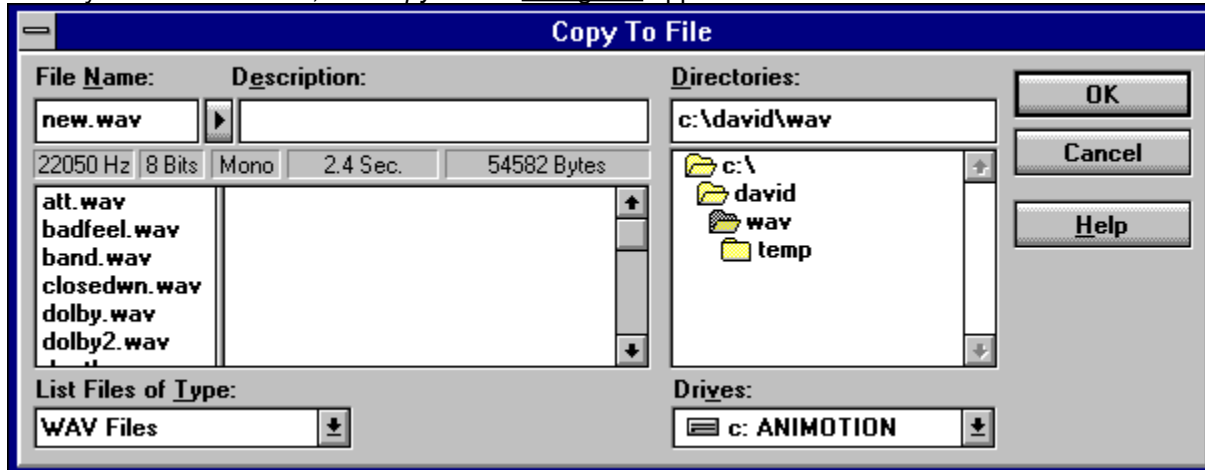 Copy To File
File Name:
Description:
Directories:
new.wav
c:\david\wav
OK
Cancel
Help
22050 Hz 8 Bits Mono 2.4 Sec. 54582 Bytes
att.wav
badfeel.wav
band.wav
closedwn.wav
dolby.wav
dolby2.wav
c:\
david
wav
temp
List Files of Type:
Drives:
WAV Files
c: ANIMOTION